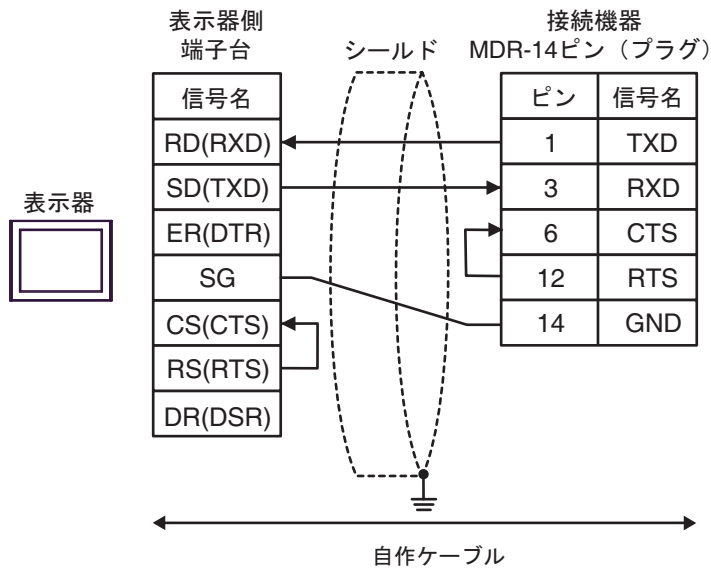 表示器側
端子台
シールド
接続機器
MDR-14ピン（プラグ）
信号名
ピン 信号名
RD(RXD)
1 TXD
SD(TXD)
3 RXD
表示器
ER(DTR)
6 CTS
SG
12 RTS
CS(CTS)
14 GND
RS(RTS)
DR(DSR)
自作ケーブル